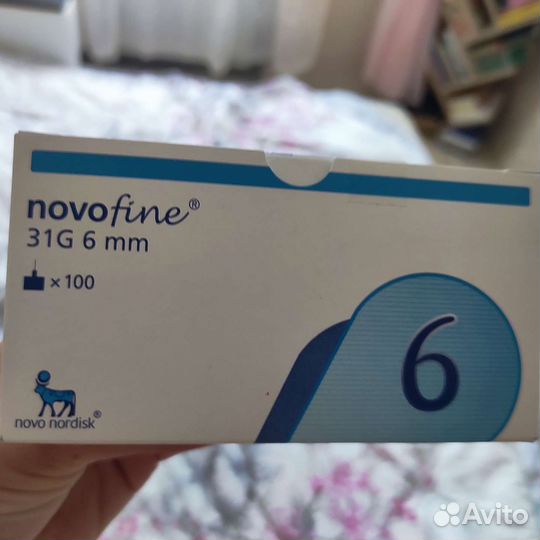 novofine®
31G 6 mm
× 100
6
novo nordisk®
Avito